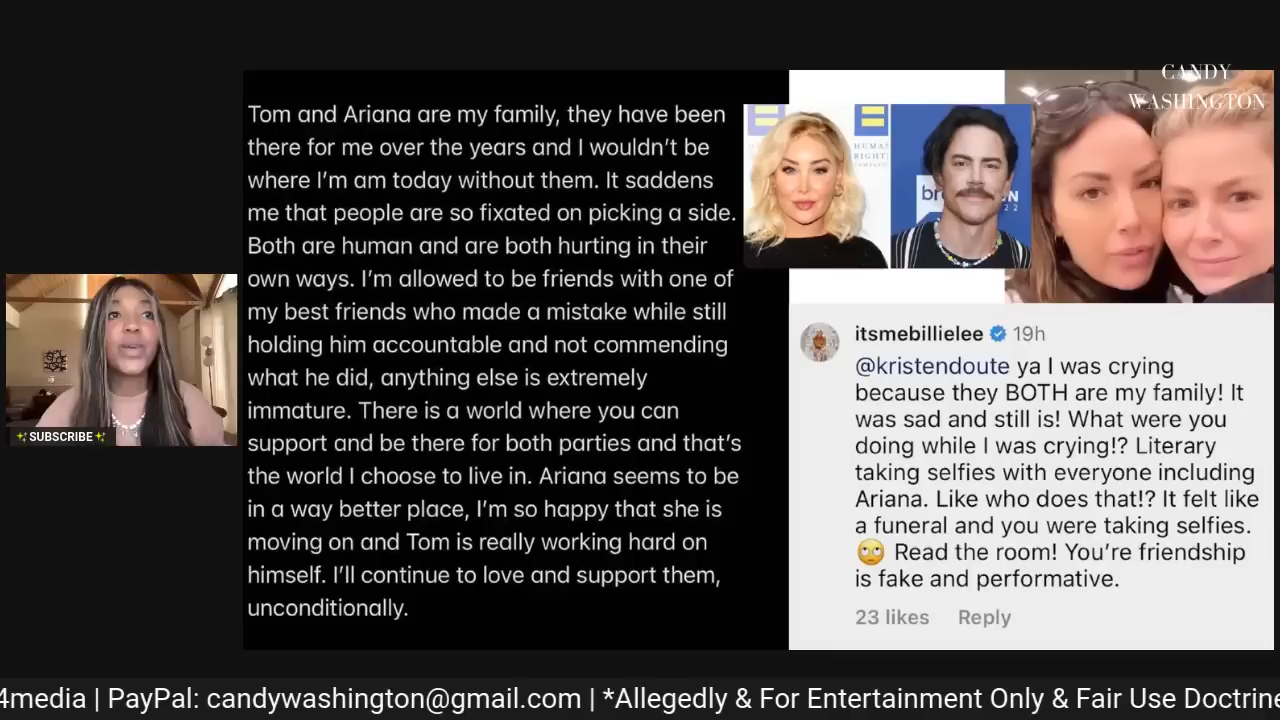 CANDY
WASHINGTON
Tom and Ariana are my family, they have been
there for me over the years and I wouldn't be
where I'm am today without them. It saddens
me that people are so fixated on picking a side.
Both are human and are both hurting in their
own ways. I'm allowed to be friends with one of
my best friends who made a mistake while still
holding him accountable and not commending
what he did, anything else is extremely
immature. There is a world where you can
support and be there for both parties and that's
the world I choose to live in. Ariana seems to be
in a way better place, I'm so happy that she is
moving on and Tom is really working hard on
himself. I'll continue to love and support them,
unconditionally.
HUMA
RIGHT
br
N
22
itsmebillielee 19h
@kristendoute ya I was crying
because they BOTH are my family! It
was sad and still is! What were you
doing while I was crying!? Literary
taking selfies with everyone including
Ariana. Like who does that!? It felt like
a funeral and you were taking selfies.
🙄 Read the room! You're friendship
is fake and performative.
23 likes Reply
✨SUBSCRIBE✨
4media | PayPal: candywashington@gmail.com | *Allegedly & For Entertainment Only & Fair Use Doctrine